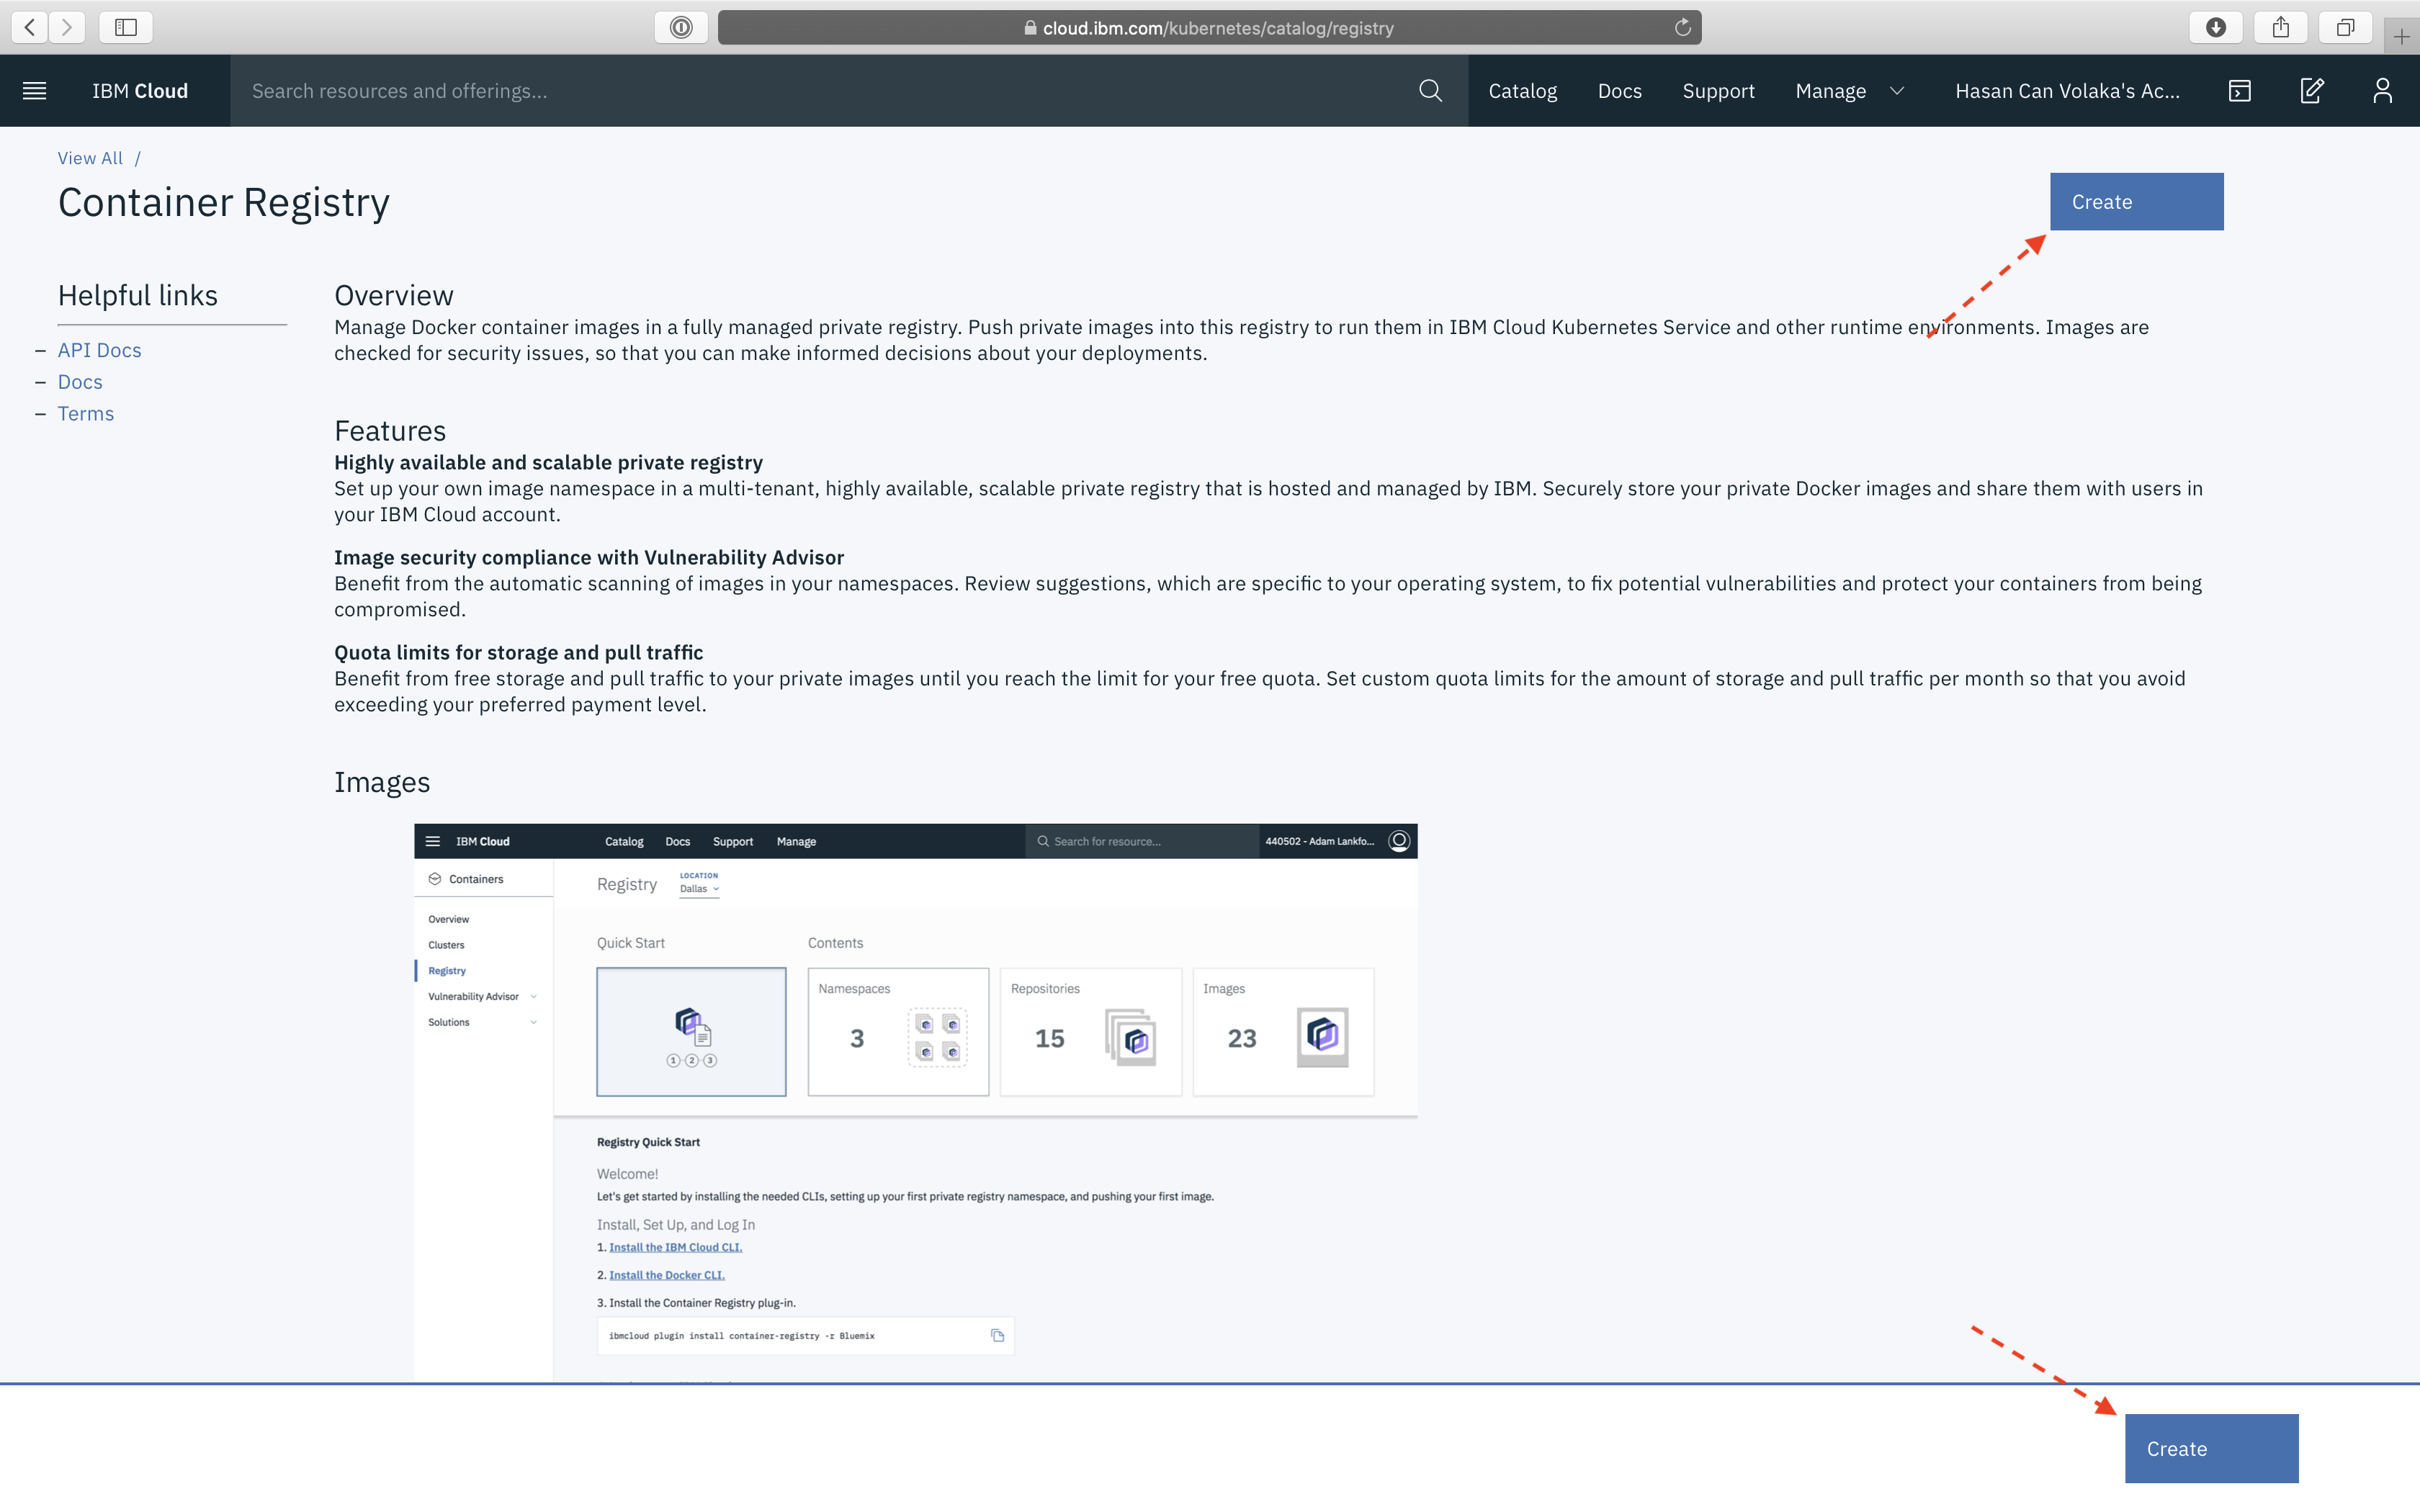 cloud.ibm.com/kubernetes/catalog/registry
IBM Cloud
Search resources and offerings...
Catalog
Docs
Support
Manage
Hasan Can Volaka's Ac...
View All /
Container Registry
Create
Helpful links
– API Docs
– Docs
– Terms
Overview
Manage Docker container images in a fully managed private registry. Push private images into this registry to run them in IBM Cloud Kubernetes Service and other runtime environments. Images are
checked for security issues, so that you can make informed decisions about your deployments.
Features
Highly available and scalable private registry
Set up your own image namespace in a multi-tenant, highly available, scalable private registry that is hosted and managed by IBM. Securely store your private Docker images and share them with users in
your IBM Cloud account.
Image security compliance with Vulnerability Advisor
Benefit from the automatic scanning of images in your namespaces. Review suggestions, which are specific to your operating system, to fix potential vulnerabilities and protect your containers from being
compromised.
Quota limits for storage and pull traffic
Benefit from free storage and pull traffic to your private images until you reach the limit for your free quota. Set custom quota limits for the amount of storage and pull traffic per month so that you avoid
exceeding your preferred payment level.
Images
IBM Cloud
Catalog
Docs
Support
Manage
Search for resource...
440502 - Adam Lankfo...
Containers
Overview
Clusters
Registry
Vulnerability Advisor
Solutions
Registry
LOCATION
Dallas
Quick Start
Contents
1 2 3
Namespaces
3
Repositories
15
Images
23
Registry Quick Start
Welcome!
Let's get started by installing the needed CLIs, setting up your first private registry namespace, and pushing your first image.
Install, Set Up, and Log In
1. Install the IBM Cloud CLI.
2. Install the Docker CLI.
3. Install the Container Registry plug-in.
ibmcloud plugin install container-registry -r Bluemix
Create